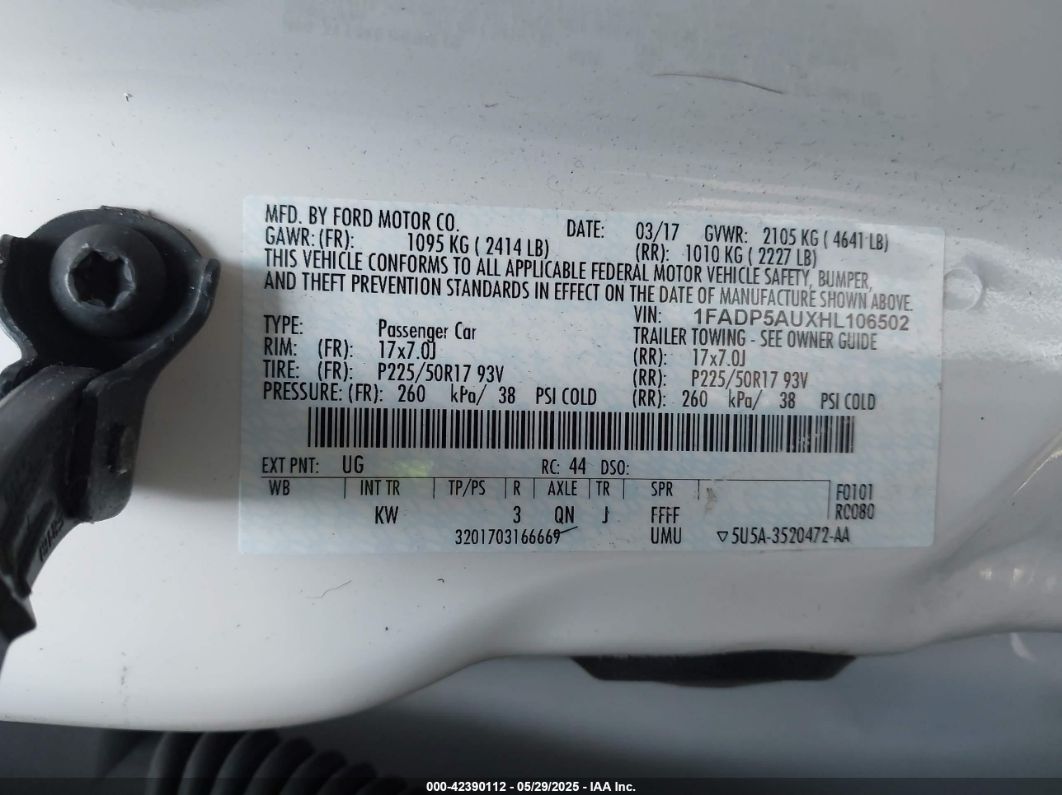 MFD. BY FORD MOTOR CO. DATE: 03/17 GVWR: 2105 KG ( 4641 LB)
GAWR: (FR): 1095 KG ( 2414 LB) (RR): 1010 KG ( 2227 LB)
THIS VEHICLE CONFORMS TO ALL APPLICABLE FEDERAL MOTOR VEHICLE SAFETY, BUMPER,
AND THEFT PREVENTION STANDARDS IN EFFECT ON THE DATE OF MANUFACTURE SHOWN ABOVE.
VIN: 1FADP5AUXHL106502
TYPE: Passenger Car TRAILER TOWING - SEE OWNER GUIDE
RIM: (FR): 17x7.0J (RR): 17x7.0J
TIRE: (FR): P225/50R17 93V (RR): P225/50R17 93V
PRESSURE: (FR): 260 kPa/ 38 PSI COLD (RR): 260 kPa/ 38 PSI COLD
EXT PNT: UG RC: 44 DSO:
WB INT TR TP/PS R AXLE TR SPR F0101
KW 3 QN J FFFF RC080
3201703166669 UMU ▽5U5A-3520472-AA
000-42390112 - 05/29/2025 - IAA Inc.